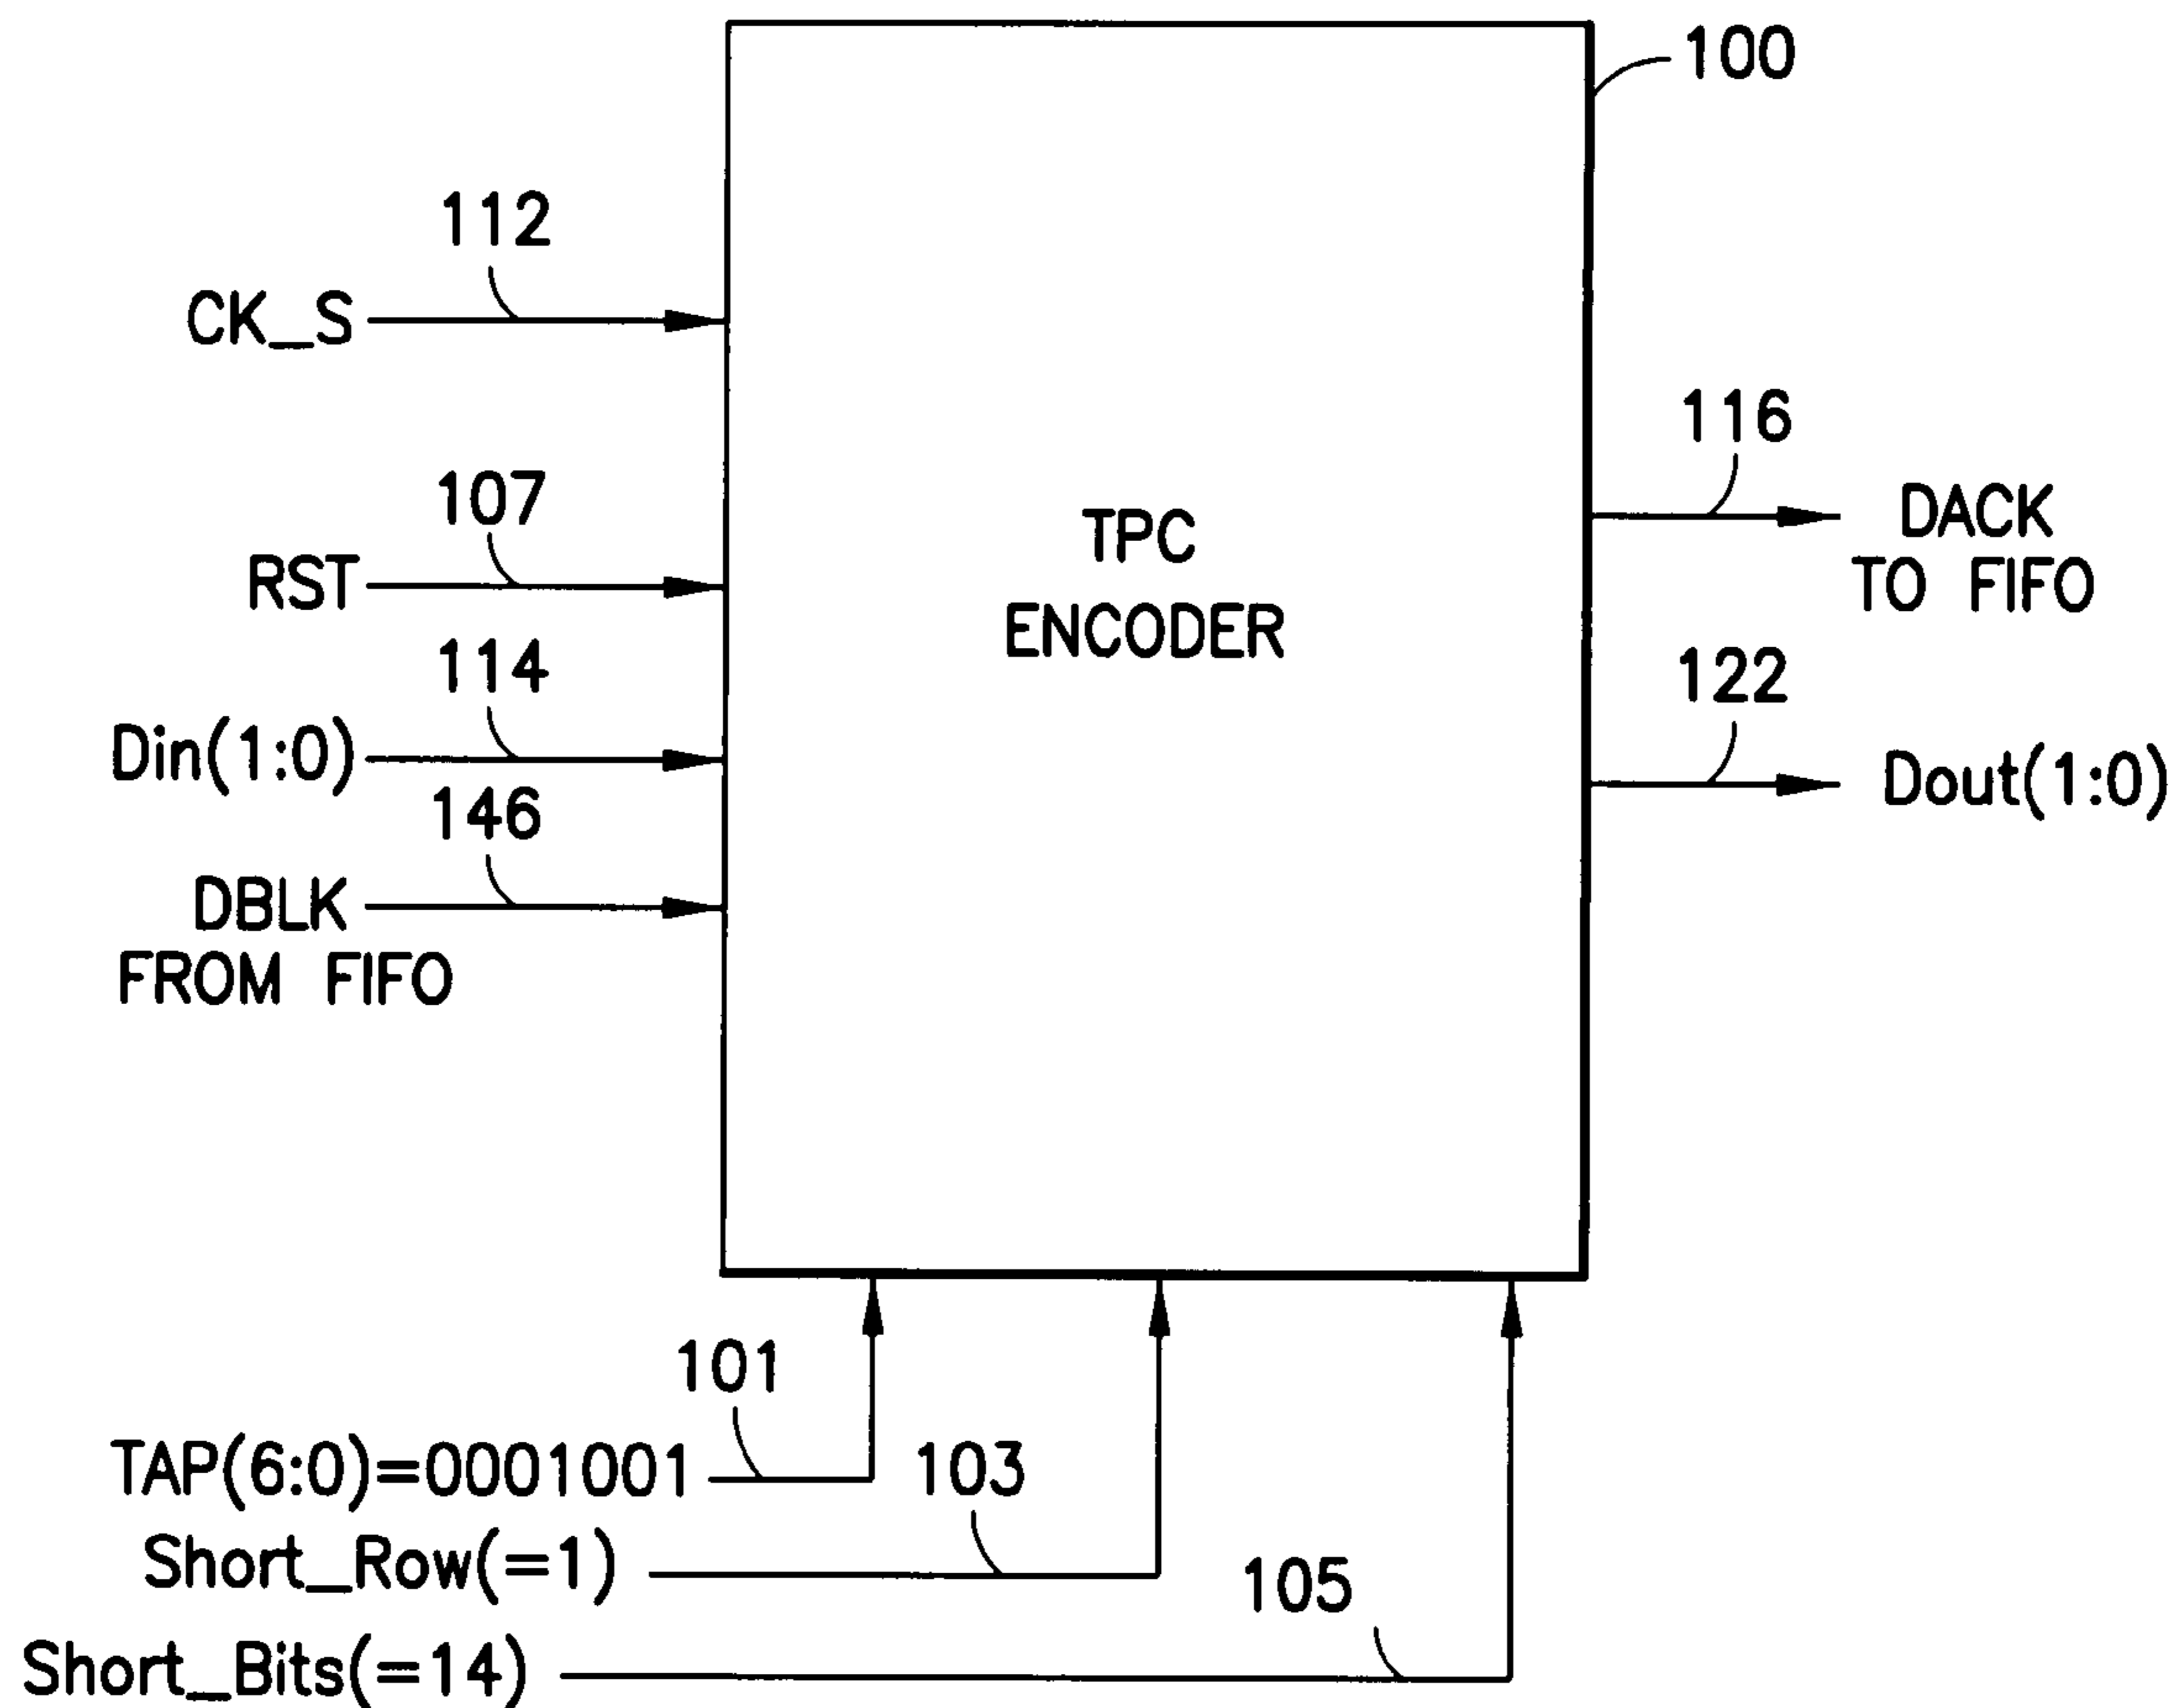 100
112
CK_S
116
107
DACK
TPC
RST
TO FIFO
ENCODER
114
122
Din(1:0)
Dout(1:0)
146
DBLK
FROM FIFO
101
TAP(6:0)=0001001
103
Short_Row(=1)
105
Short_Bits(=14)